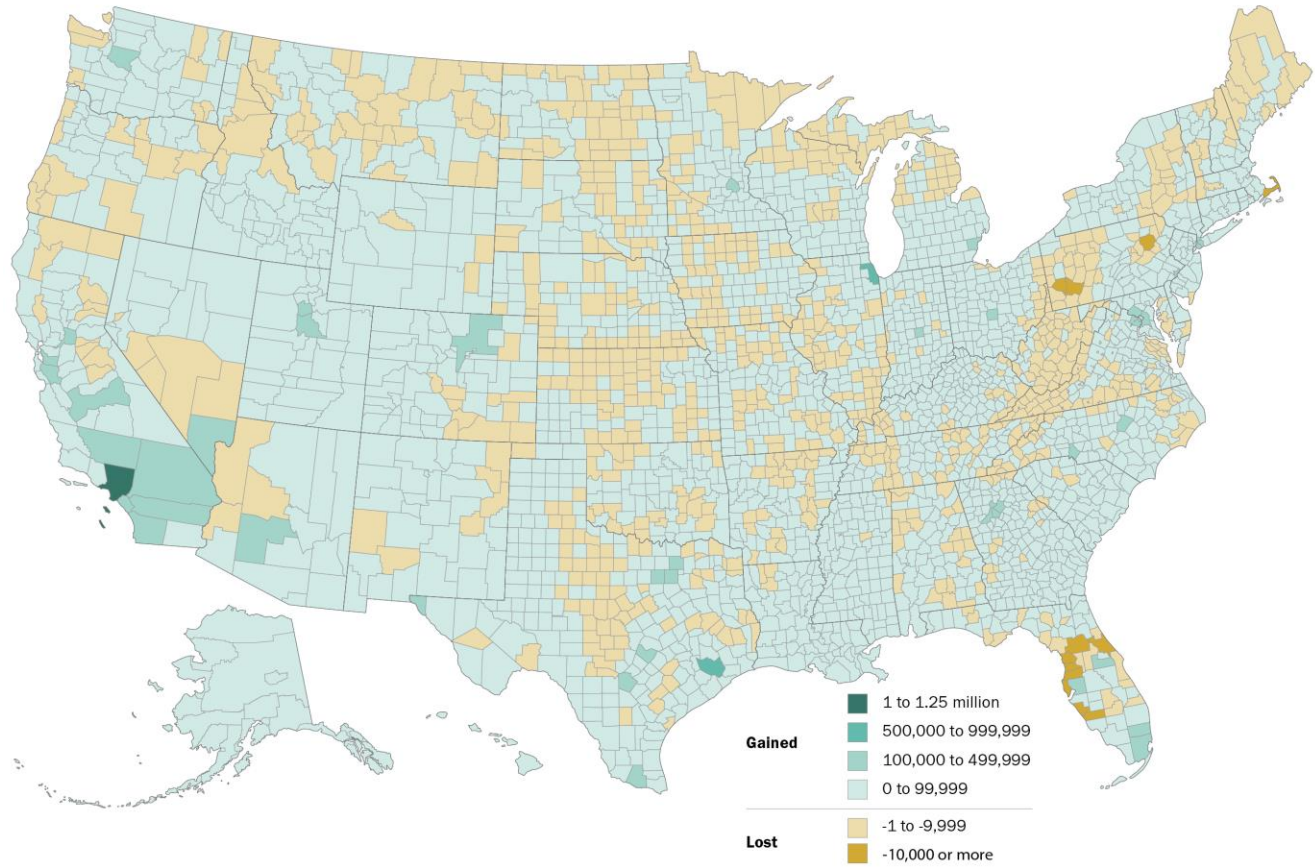 Gained
1 to 1.25 million
500,000 to 999,999
100,000 to 499,999
0 to 99,999
Lost
-1 to -9,999
-10,000 or more